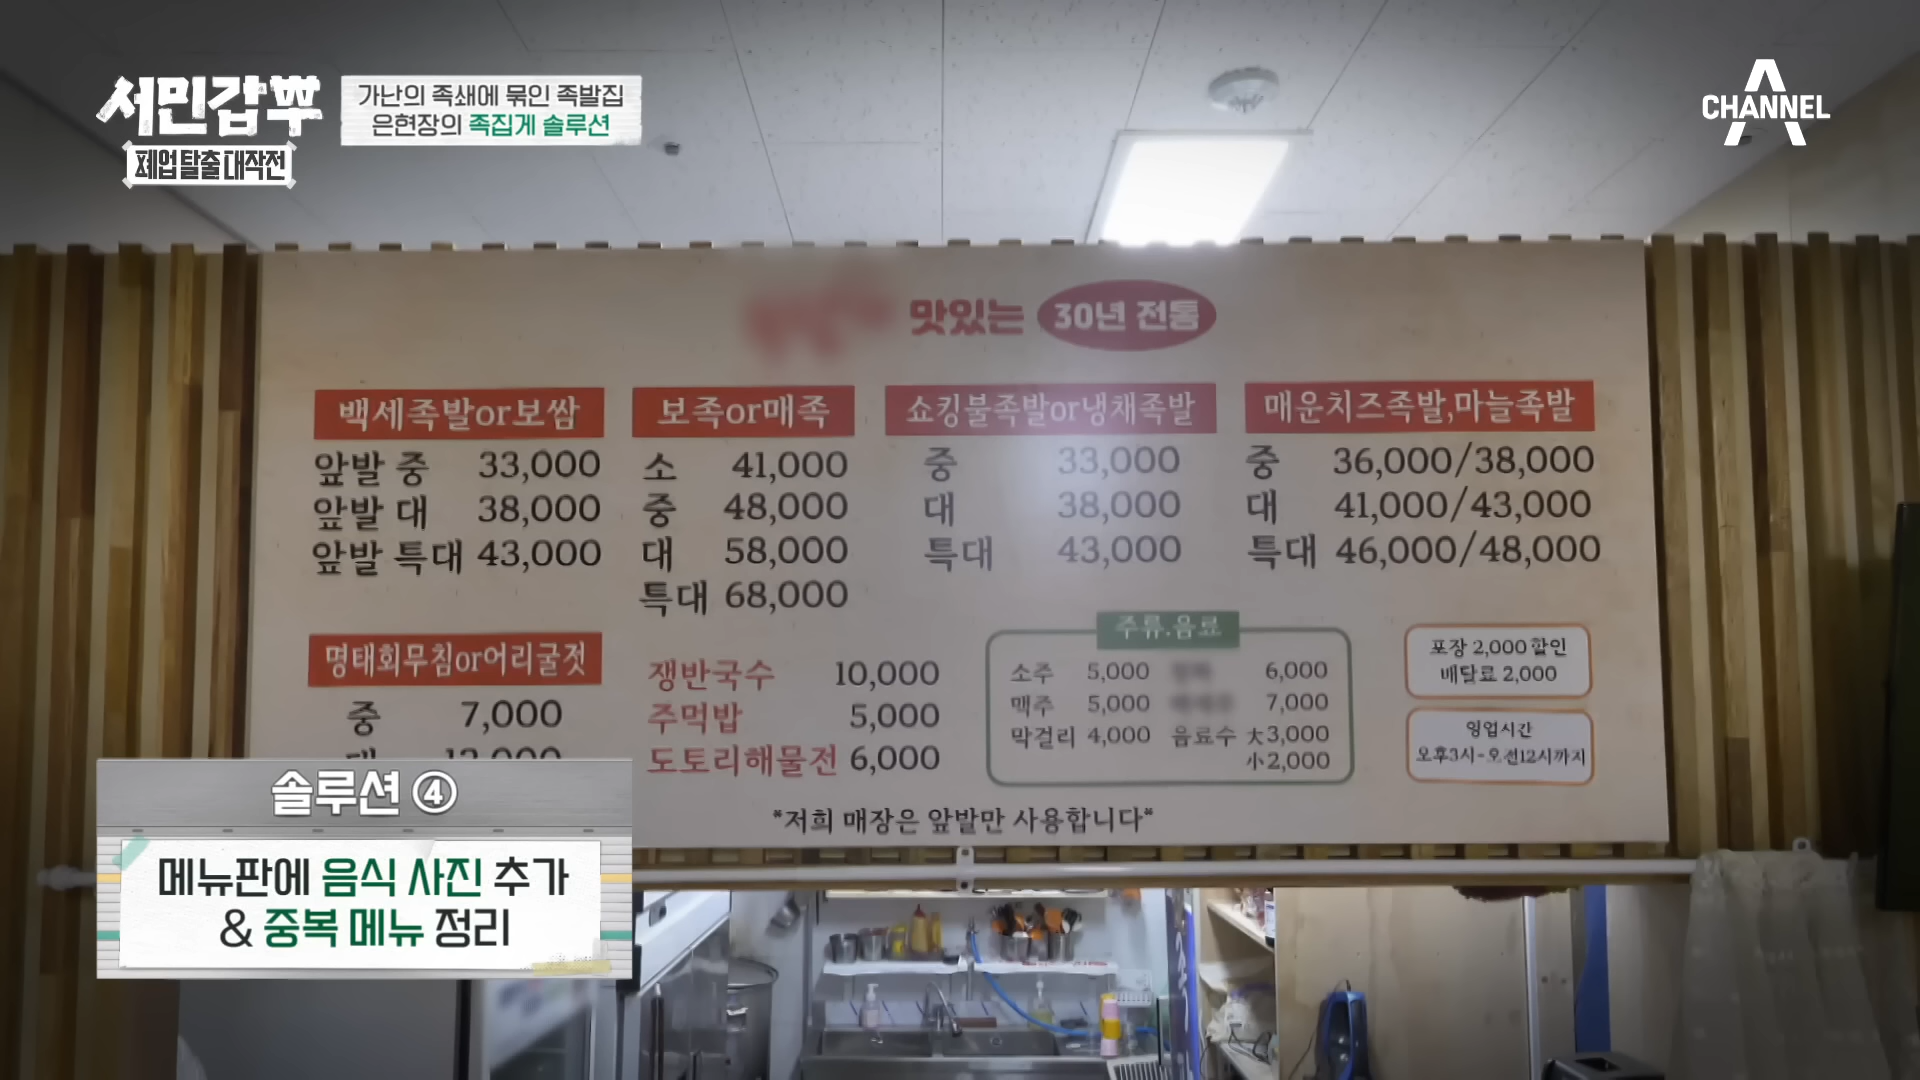 서민갑뿌
폐업 탈출 대작전
가난의 족쇄에 묶인 족발집
은현장의 족집게 솔루션
CHANNEL A
맛있는 30년 전통
백세족발or보쌈
앞발 중 33,000
앞발 대 38,000
앞발 특대 43,000
보족or매족
소 41,000
중 48,000
대 58,000
특대 68,000
쇼킹불족발or냉채족발
중 33,000
대 38,000
특대 43,000
매운치즈족발,마늘족발
중 36,000/38,000
대 41,000/43,000
특대 46,000/48,000
명태회무침or어리굴젓
중 7,000
쟁반국수 10,000
주먹밥 5,000
도토리해물전 6,000
주류.음료
소주 5,000 6,000
맥주 5,000 7,000
막걸리 4,000 음료수 大3,000
小2,000
포장 2,000할인
배달료 2,000
영업시간
오후3시-오전12시까지
*저희 매장은 앞발만 사용합니다*
솔루션 ④
메뉴판에 음식 사진 추가
& 중복 메뉴 정리